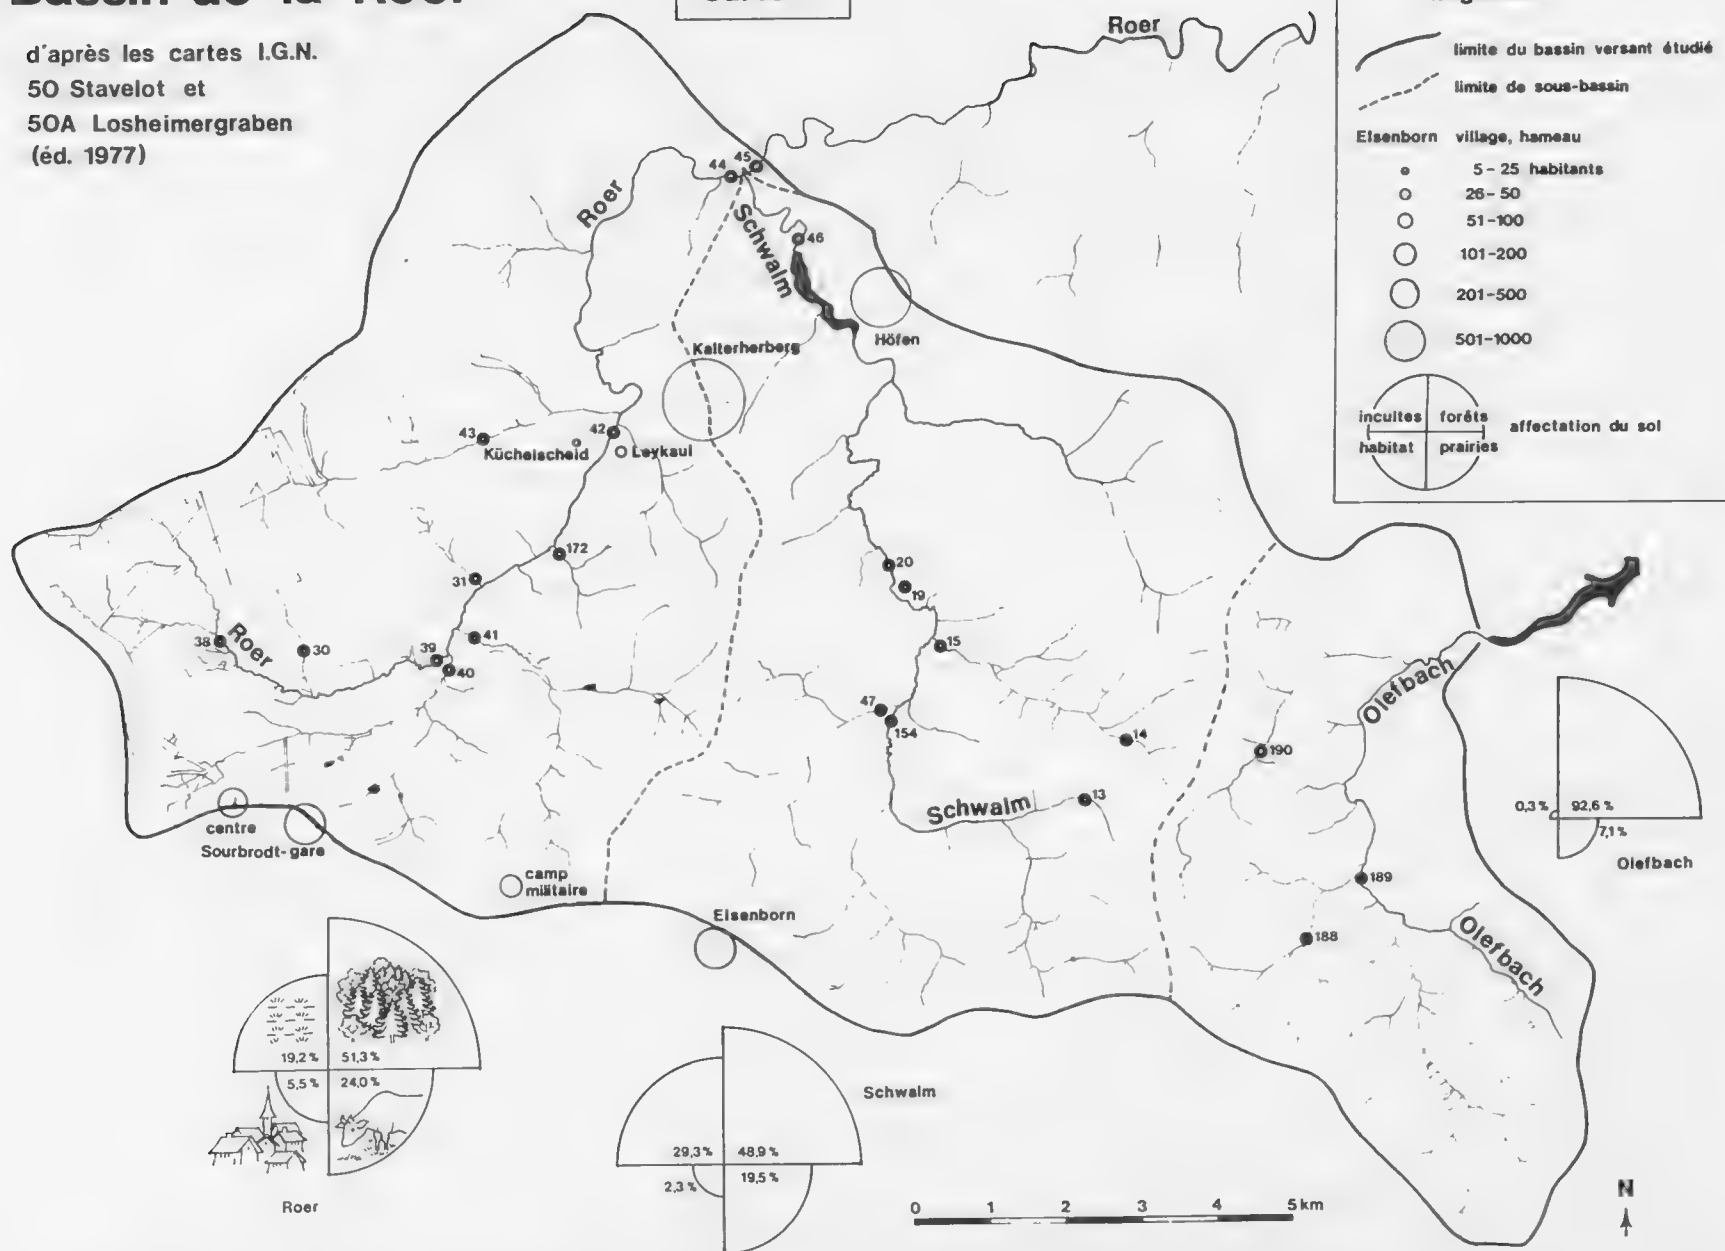 Bassin de la Roer
d'après les cartes I.G.N.
50 Stavelot et
50A Losheimergraben
(éd. 1977)
Roer
limite du bassin versant étudié
limite de sous-bassin
Elsenborn village, hameau
5-25 habitants
26-50
51-100
101-200
201-500
501-1000
incultes forêts
habitat prairies
affectation du sol
44
45
Roer
Schwalm
46
Höfen
Kalterherberg
43
42
Küchelscheid
Leykaul
172
31
20
19
38
Roer
30
39
41
40
15
47
154
14
190
Olefbach
13
Schwalm
centre
Sourbrodt-gare
camp
militaire
Elsenborn
189
188
Olefbach
0,3% 92,6%
7,1%
Olefbach
19,2% 51,3%
5,5% 24,0%
Roer
29,3% 48,9%
2,3% 19,5%
Schwalm
0 1 2 3 4 5 km
N